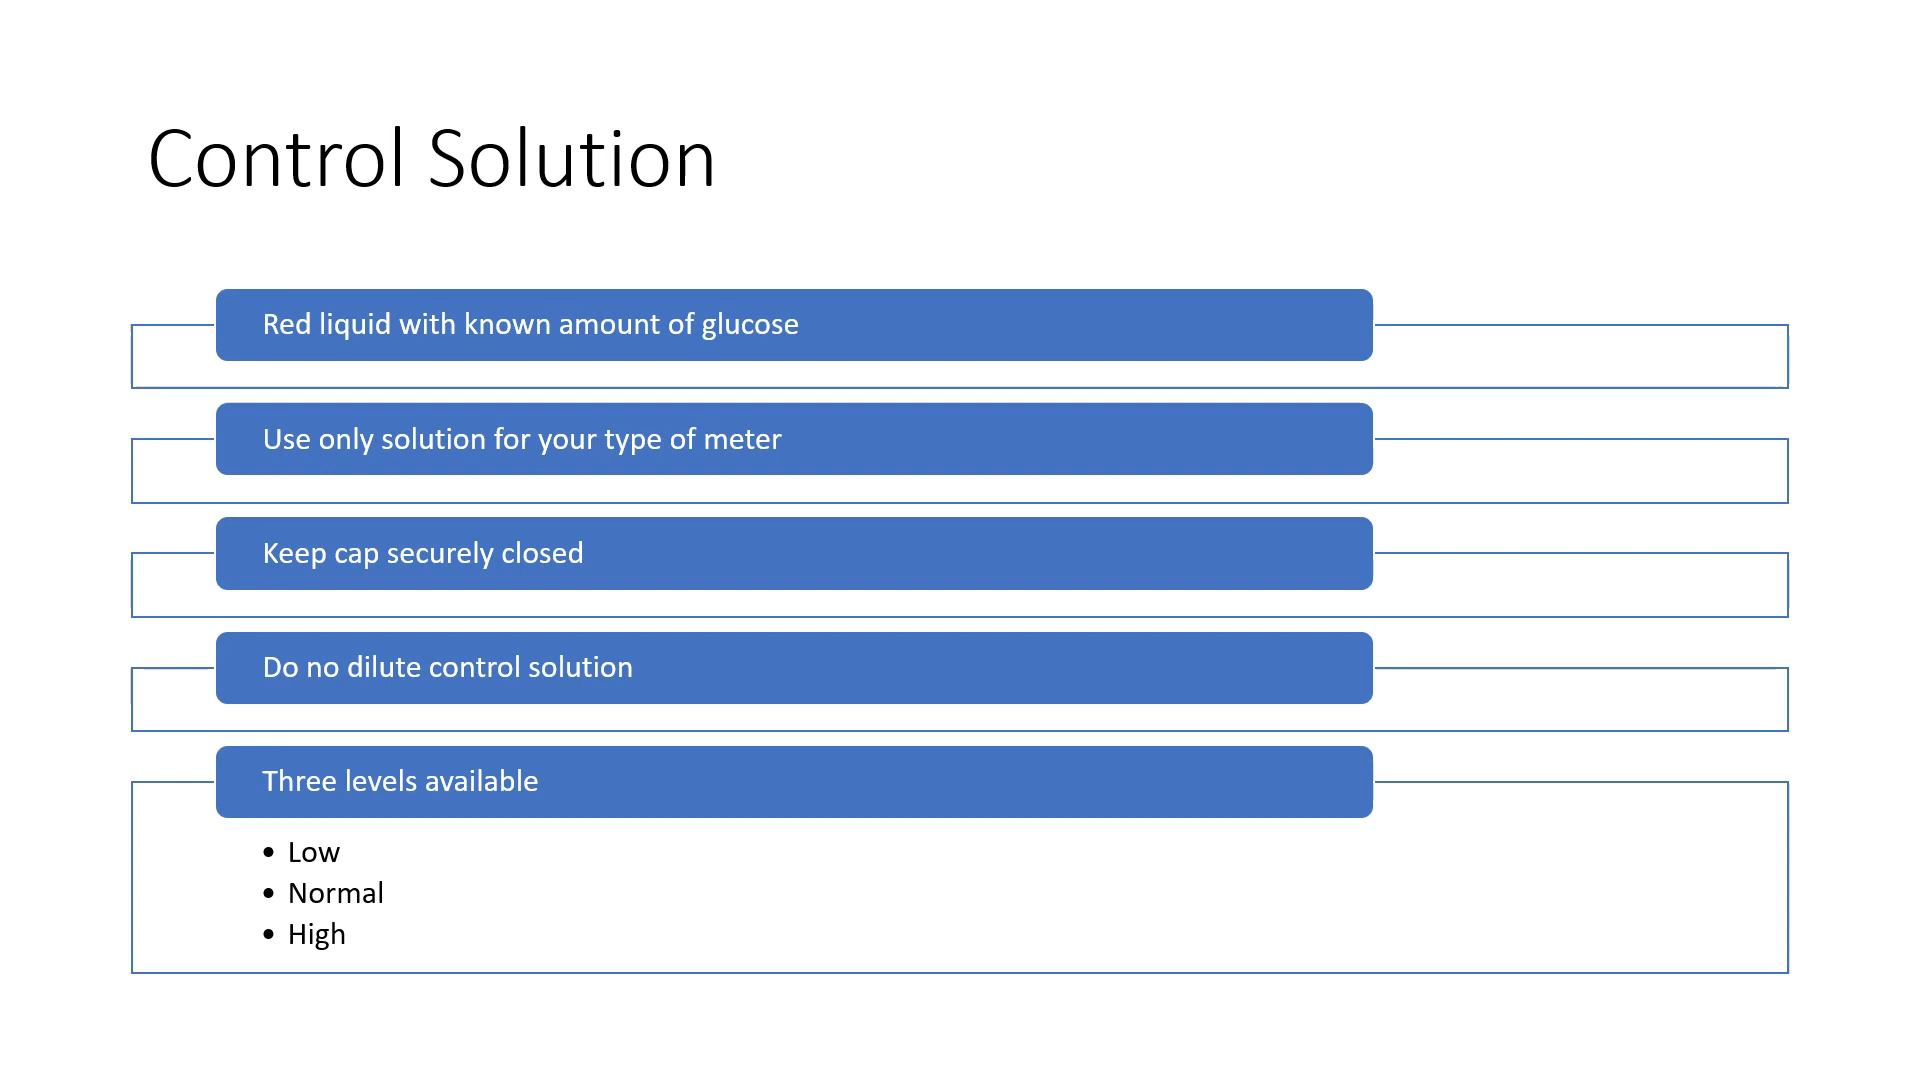 Control Solution
Red liquid with known amount of glucose
Use only solution for your type of meter
Keep cap securely closed
Do no dilute control solution
Three levels available
• Low
• Normal
• High